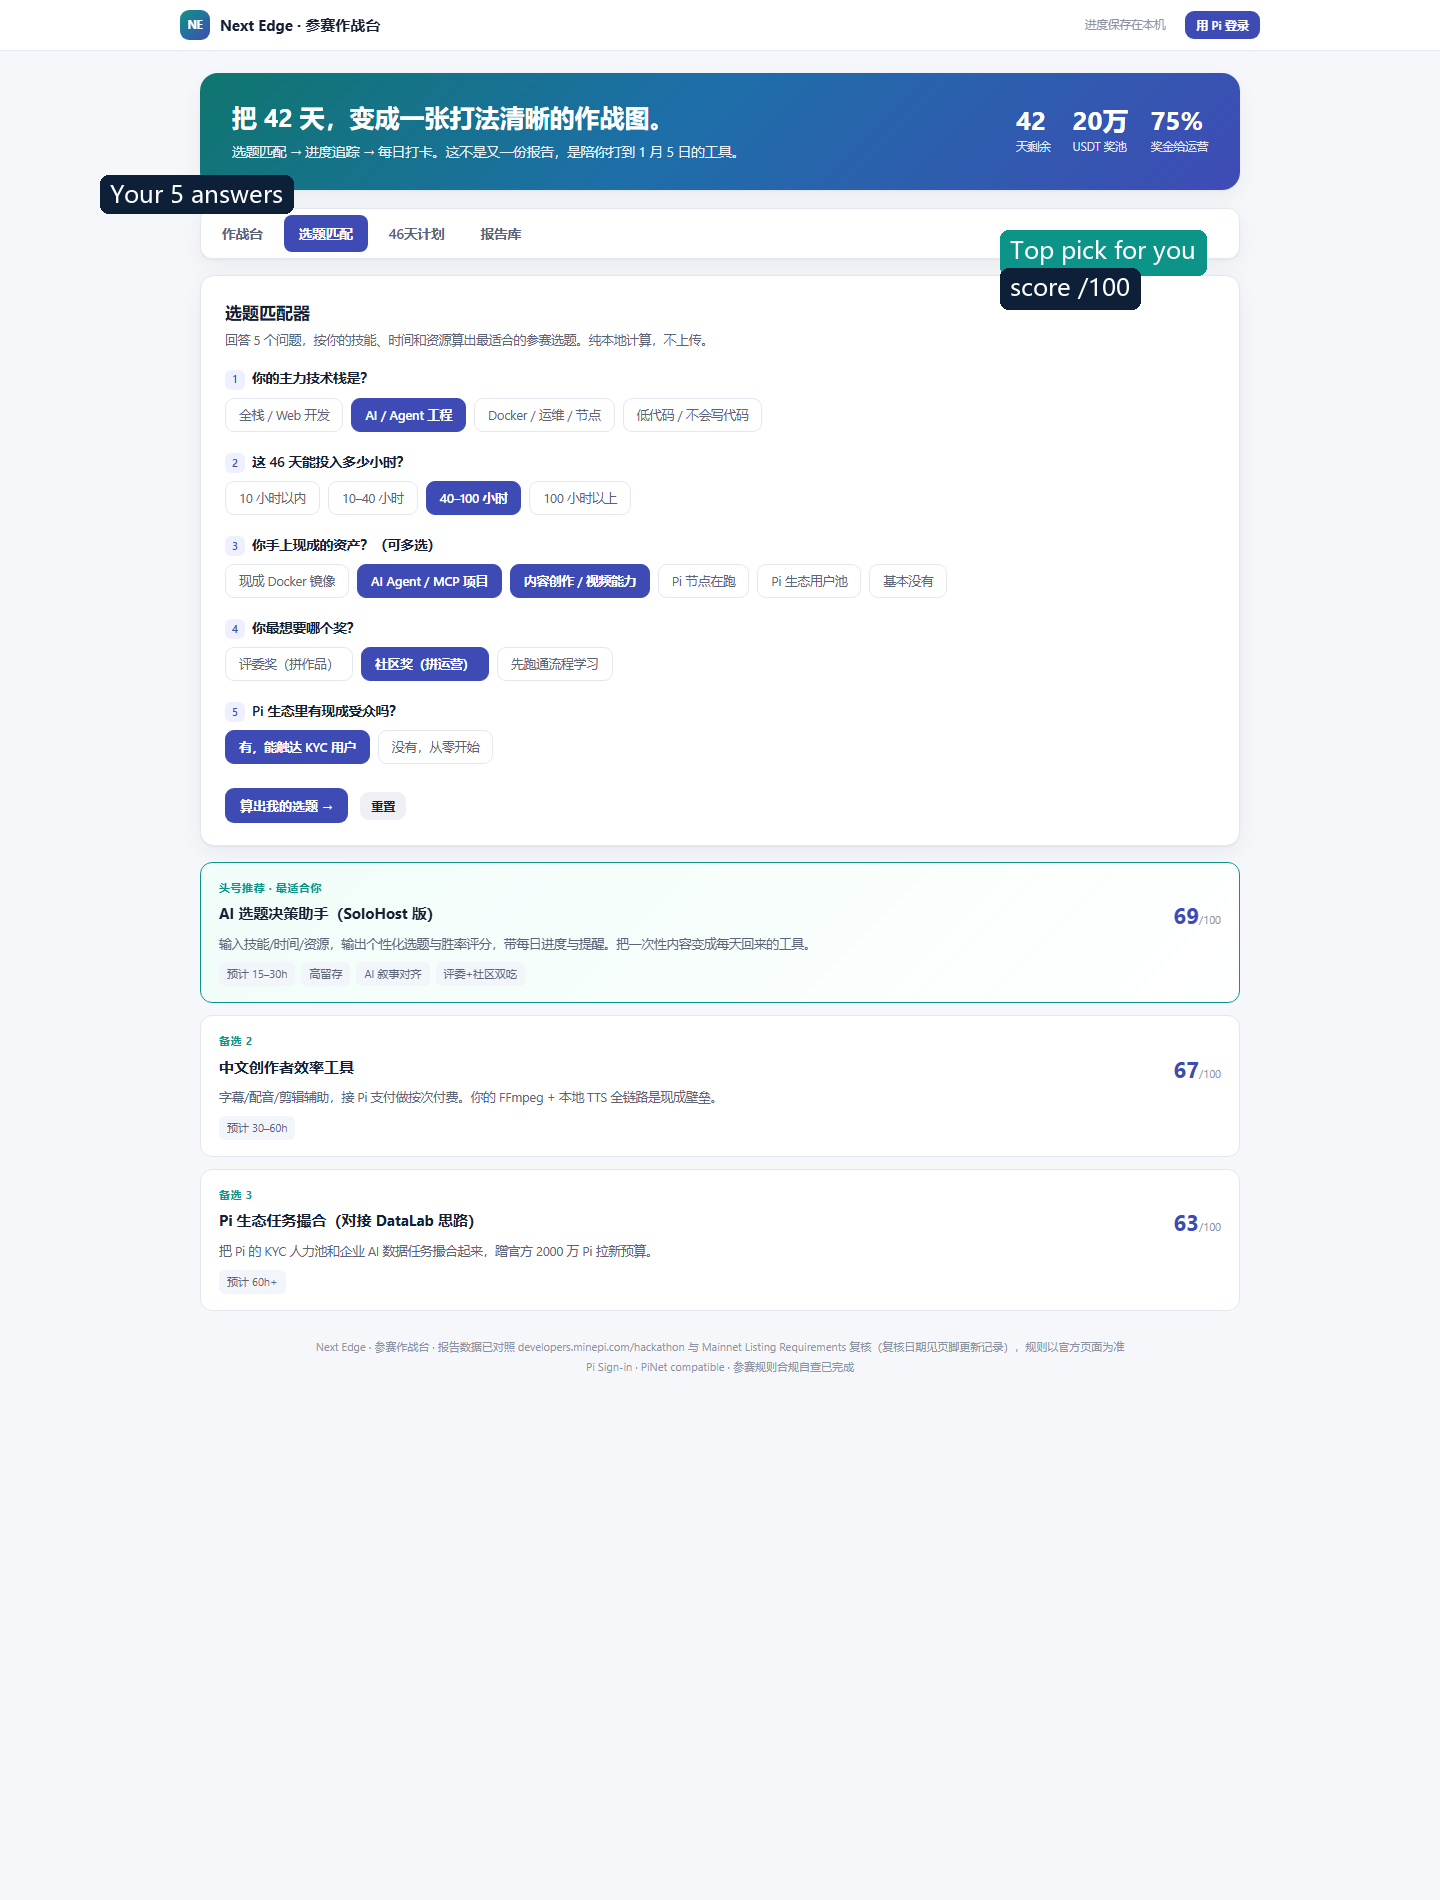 NE
Next Edge · 参赛作战台
进度保存在本机
用 Pi 登录
把 42 天，变成一张打法清晰的作战图。
选题匹配 → 进度追踪 → 每日打卡。这不是又一份报告，是陪你打到 1 月 5 日的工具。
42
天剩余
20万
USDT 奖池
75%
奖金给运营
Your 5 answers
作战台
选题匹配
46天计划
报告库
Top pick for you
score /100
选题匹配器
回答 5 个问题，按你的技能、时间和资源算出最适合的参赛选题。纯本地计算，不上传。
1 你的主力技术栈是？
全栈 / Web 开发
AI / Agent 工程
Docker / 运维 / 节点
低代码 / 不会写代码
2 这 46 天能投入多少小时？
10 小时以内
10–40 小时
40–100 小时
100 小时以上
3 你手上现成的资产？（可多选）
现成 Docker 镜像
AI Agent / MCP 项目
内容创作 / 视频能力
Pi 节点在跑
Pi 生态用户池
基本没有
4 你最想要哪个奖？
评委奖（拼作品）
社区奖（拼运营）
先跑通流程学习
5 Pi 生态里有现成受众吗？
有，能触达 KYC 用户
没有，从零开始
算出我的选题 →
重置
头号推荐 · 最适合你
AI 选题决策助手（SoloHost 版）
69/100
输入技能/时间/资源，输出个性化选题与胜率评分，带每日进度与提醒。把一次性内容变成每天回来的工具。
预计 15–30h
高留存
AI 叙事对齐
评委+社区双吃
备选 2
中文创作者效率工具
67/100
字幕/配音/剪辑辅助，接 Pi 支付做按次付费。你的 FFmpeg + 本地 TTS 全链路是现成壁垒。
预计 30–60h
备选 3
Pi 生态任务撮合（对接 DataLab 思路）
63/100
把 Pi 的 KYC 人力池和企业 AI 数据任务撮合起来，蹭官方 2000 万 Pi 拉新预算。
预计 60h+
Next Edge · 参赛作战台 · 报告数据已对照 developers.minepi.com/hackathon 与 Mainnet Listing Requirements 复核（复核日期见页脚更新记录），规则以官方页面为准
Pi Sign-in · PiNet compatible · 参赛规则合规自查已完成